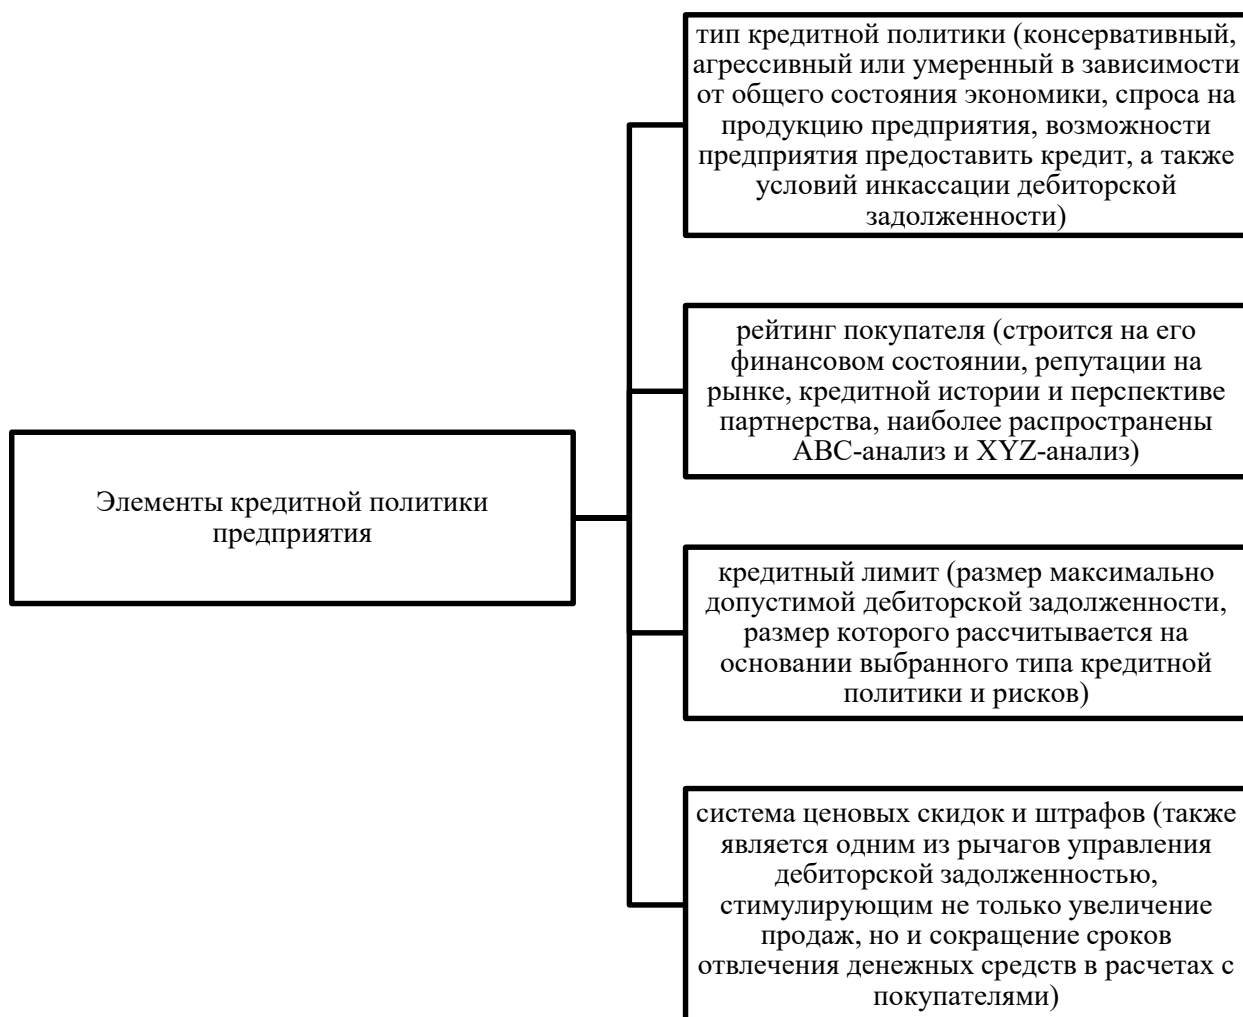 тип кредитной политики (консервативный,
агрессивный или умеренный в зависимости
от общего состояния экономики, спроса на
продукцию предприятия, возможности
предприятия предоставить кредит, а также
условий инкассации дебиторской
задолженности)
рейтинг покупателя (строится на его
финансовом состоянии, репутации на
рынке, кредитной истории и перспективе
партнерства, наиболее распространены
ABC-анализ и XYZ-анализ)
Элементы кредитной политики
предприятия
кредитный лимит (размер максимально
допустимой дебиторской задолженности,
размер которого рассчитывается на
основании выбранного типа кредитной
политики и рисков)
система ценовых скидок и штрафов (также
является одним из рычагов управления
дебиторской задолженностью,
стимулирующим не только увеличение
продаж, но и сокращение сроков
отвлечения денежных средств в расчетах с
покупателями)